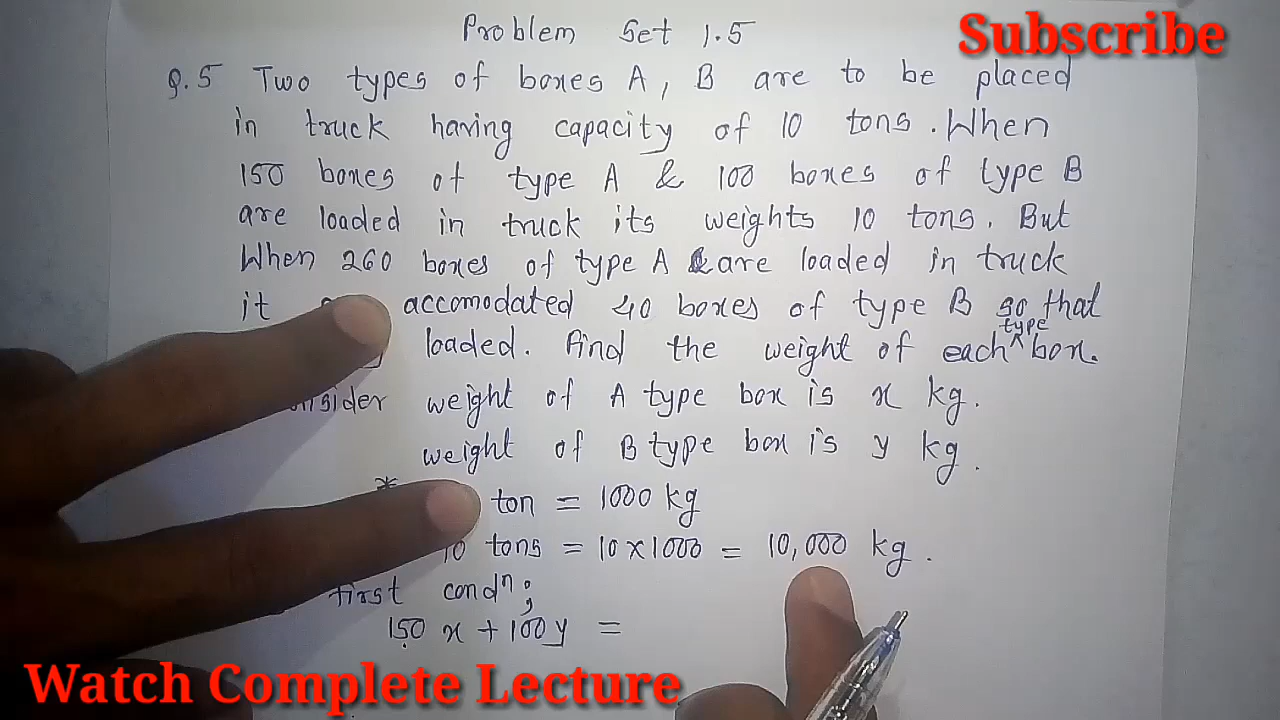 Problem Set 1.5
Subscribe
Q.5 Two types of boxes A, B are to be placed
in truck having capacity of 10 tons. When
150 boxes of type A & 100 boxes of type B
are loaded in truck its weights 10 tons. But
When 260 boxes of type A are loaded in truck
it accomodated 40 boxes of type B so that
loaded. Find the weight of each type box.
weight of A type box is x kg.
weight of B type box is y kg.
* ton = 1000 kg
10 tons = 10 x 1000 = 10,000 kg.
first condn;
150 x + 100 y =
Watch Complete Lecture